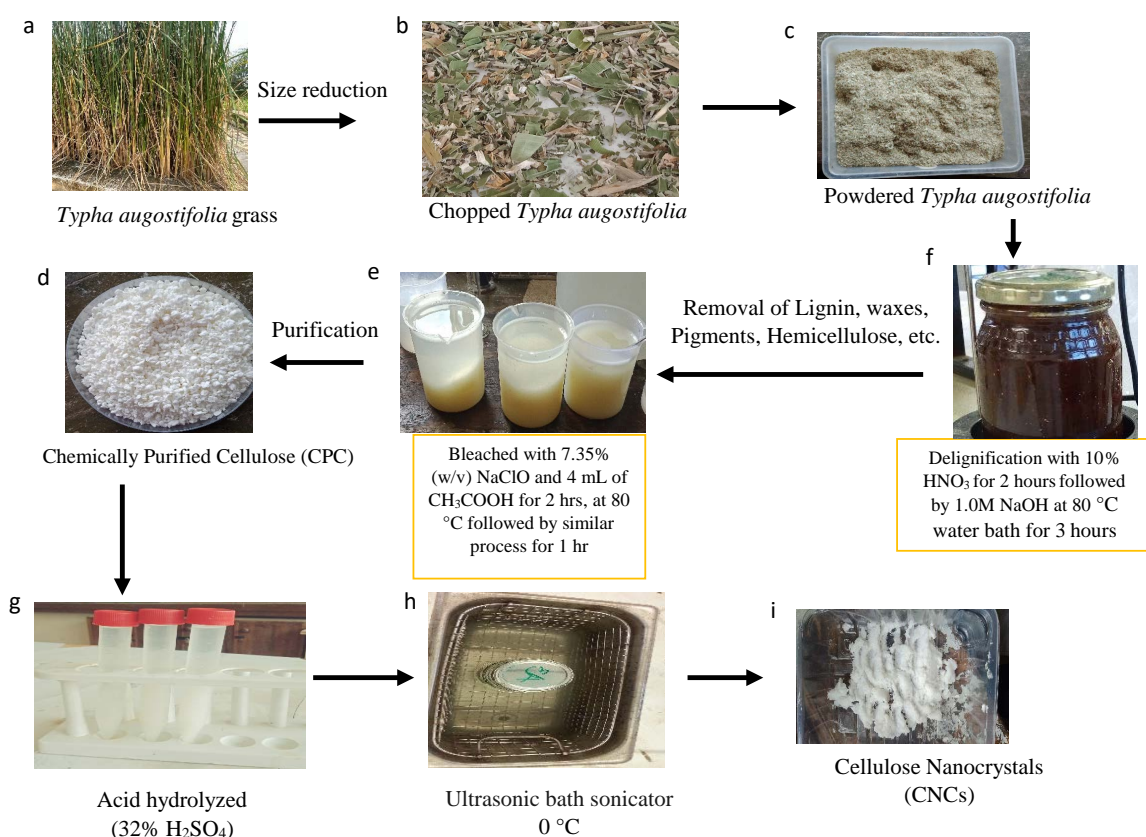 a
b
c
Size reduction
Typha augostifolia grass
Chopped Typha augostifolia
Powdered Typha augostifolia
d
e
f
Purification
Removal of Lignin, waxes,
Pigments, Hemicellulose, etc.
Chemically Purified Cellulose (CPC)
Bleached with 7.35%
(w/v) NaClO and 4 mL of
CH₃COOH for 2 hrs, at 80
°C followed by similar
process for 1 hr
Delignification with 10%
HNO₃ for 2 hours followed
by 1.0M NaOH at 80 °C
water bath for 3 hours
g
h
i
Acid hydrolyzed
(32% H₂SO₄)
Ultrasonic bath sonicator
0 °C
Cellulose Nanocrystals
(CNCs)